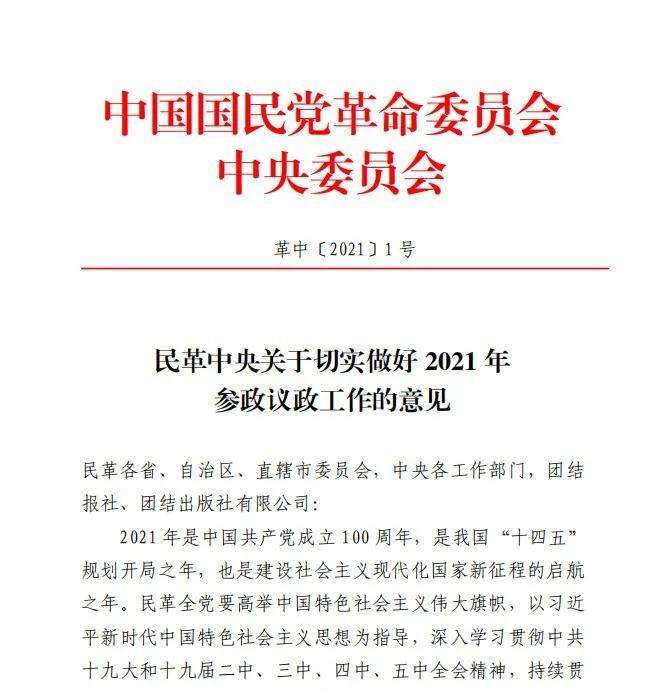 中国国民党革命委员会
中央委员会
革中〔2021〕1号
民革中央关于切实做好 2021 年
参政议政工作的意见
民革各省、自治区、直辖市委员会，中央各工作部门，团结
报社、团结出版社有限公司：
2021 年是中国共产党成立 100 周年，是我国“十四五”
规划开局之年，也是建设社会主义现代化国家新征程的启航
之年。民革全党要高举中国特色社会主义伟大旗帜，以习近
平新时代中国特色社会主义思想为指导，深入学习贯彻中共
十九大和十九届二中、三中、四中、五中全会精神，持续贯